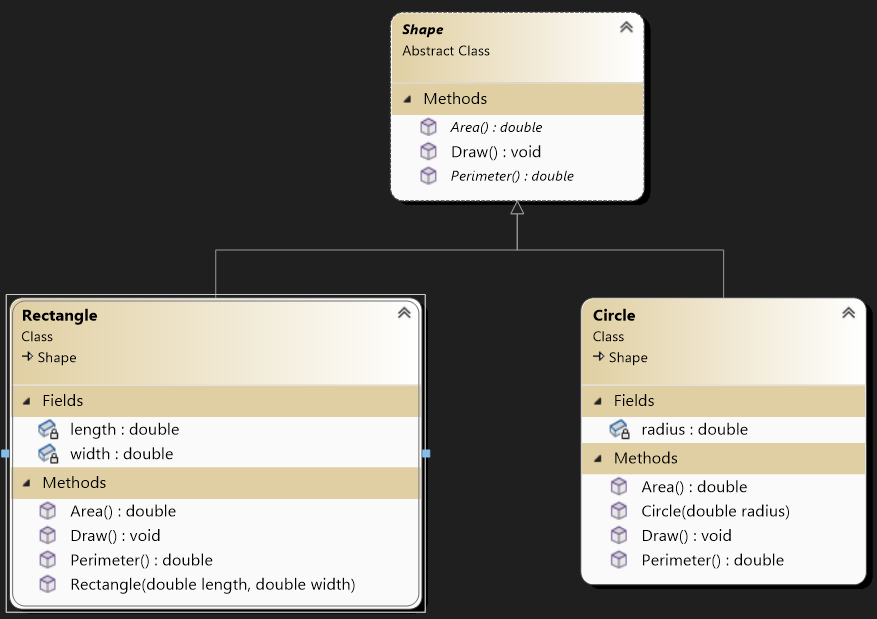 Shape
Abstract Class
Methods
Area() : double
Draw() : void
Perimeter() : double
Rectangle
Class
Shape
Fields
length : double
width : double
Methods
Area() : double
Draw() : void
Perimeter() : double
Rectangle(double length, double width)
Circle
Class
Shape
Fields
radius : double
Methods
Area() : double
Circle(double radius)
Draw() : void
Perimeter() : double